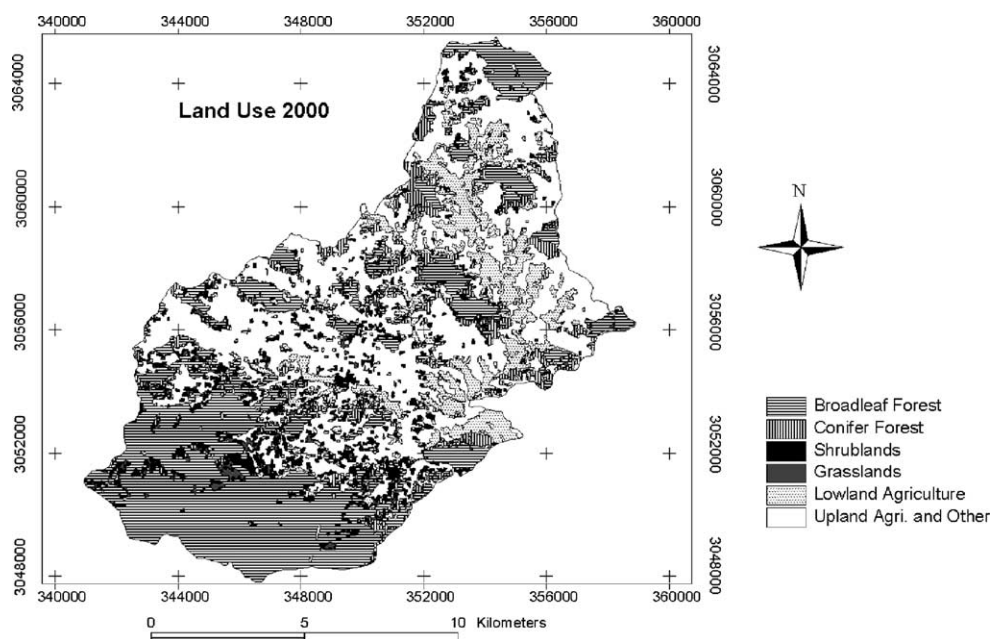 340000 344000 348000 352000 356000 360000
3064000 3064000
Land Use 2000
3060000 3060000
N
3056000 3056000
3052000 3052000
3048000 3048000
Broadleaf Forest
Conifer Forest
Shrublands
Grasslands
Lowland Agriculture
Upland Agri. and Other
340000 344000 348000 352000 356000 360000
0 5 10 Kilometers